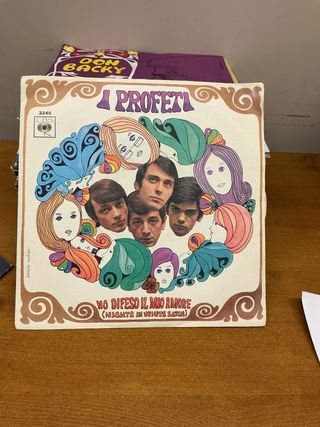 DON
BACKY
I PROFETI
CBS
3340
HO DIFESO IL MIO AMORE
(NIGHTS IN WHITE SATIN)